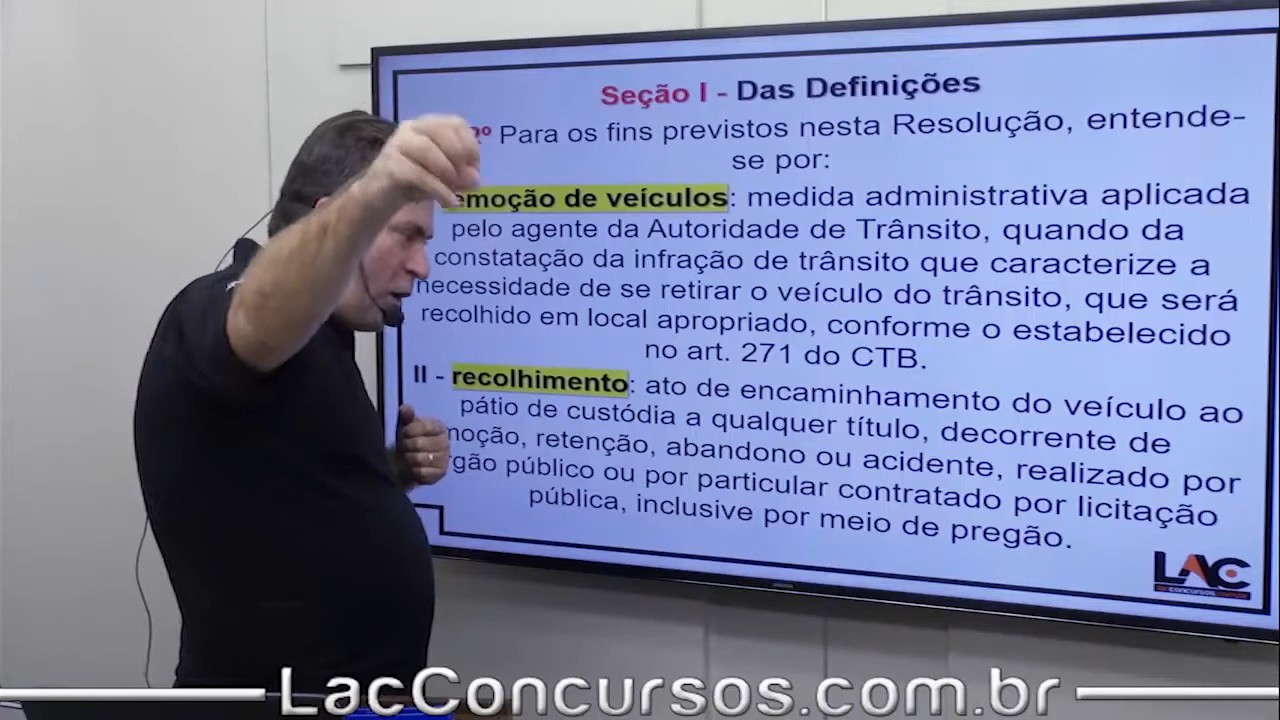 Seção I - Das Definições
Para os fins previstos nesta Resolução, entende-
se por:
emoção de veículos: medida administrativa aplicada
pelo agente da Autoridade de Trânsito, quando da
constatação da infração de trânsito que caracterize a
necessidade de se retirar o veículo do trânsito, que será
recolhido em local apropriado, conforme o estabelecido
no art. 271 do CTB.
II - recolhimento: ato de encaminhamento do veículo ao
pátio de custódia a qualquer título, decorrente de
moção, retenção, abandono ou acidente, realizado por
gão público ou por particular contratado por licitação
pública, inclusive por meio de pregão.
LAC
LacConcursos.com.br